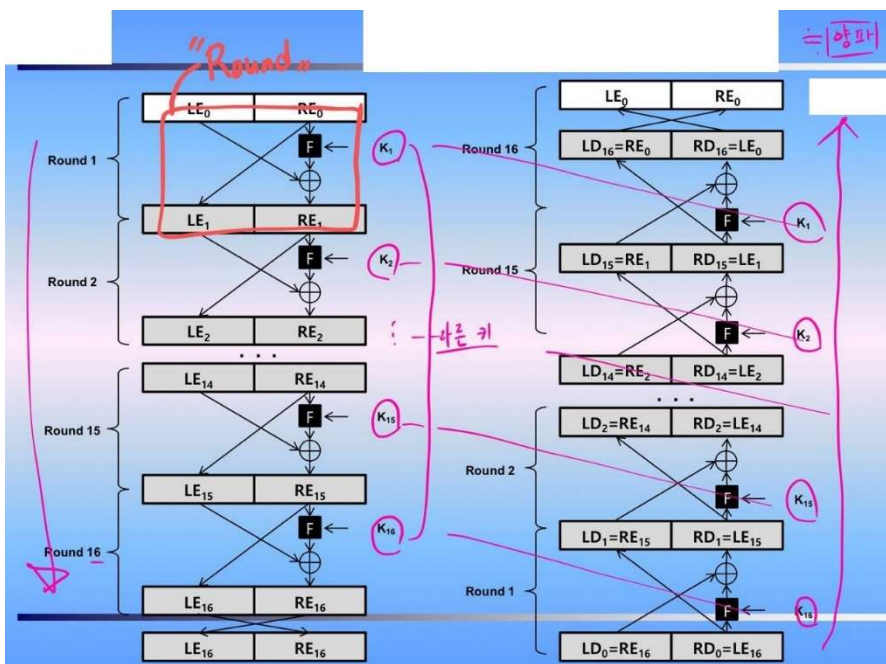 "Round"
≒ 양파
LE₀ RE₀
F K₁
Round 1
LE₁ RE₁
F K₂
Round 2
LE₂ RE₂
⋮ 다른 키
. . .
LE₁₄ RE₁₄
F K₁₅
Round 15
LE₁₅ RE₁₅
F K₁₆
Round 16
LE₁₆ RE₁₆
LE₁₆ RE₁₆
LE₀ RE₀
LD₁₆=RE₀ RD₁₆=LE₀
Round 16
F K₁
LD₁₅=RE₁ RD₁₅=LE₁
Round 15
F K₂
LD₁₄=RE₂ RD₁₄=LE₂
. . .
LD₂=RE₁₄ RD₂=LE₁₄
Round 2
F K₁₅
LD₁=RE₁₅ RD₁=LE₁₅
Round 1
F K₁₆
LD₀=RE₁₆ RD₀=LE₁₆